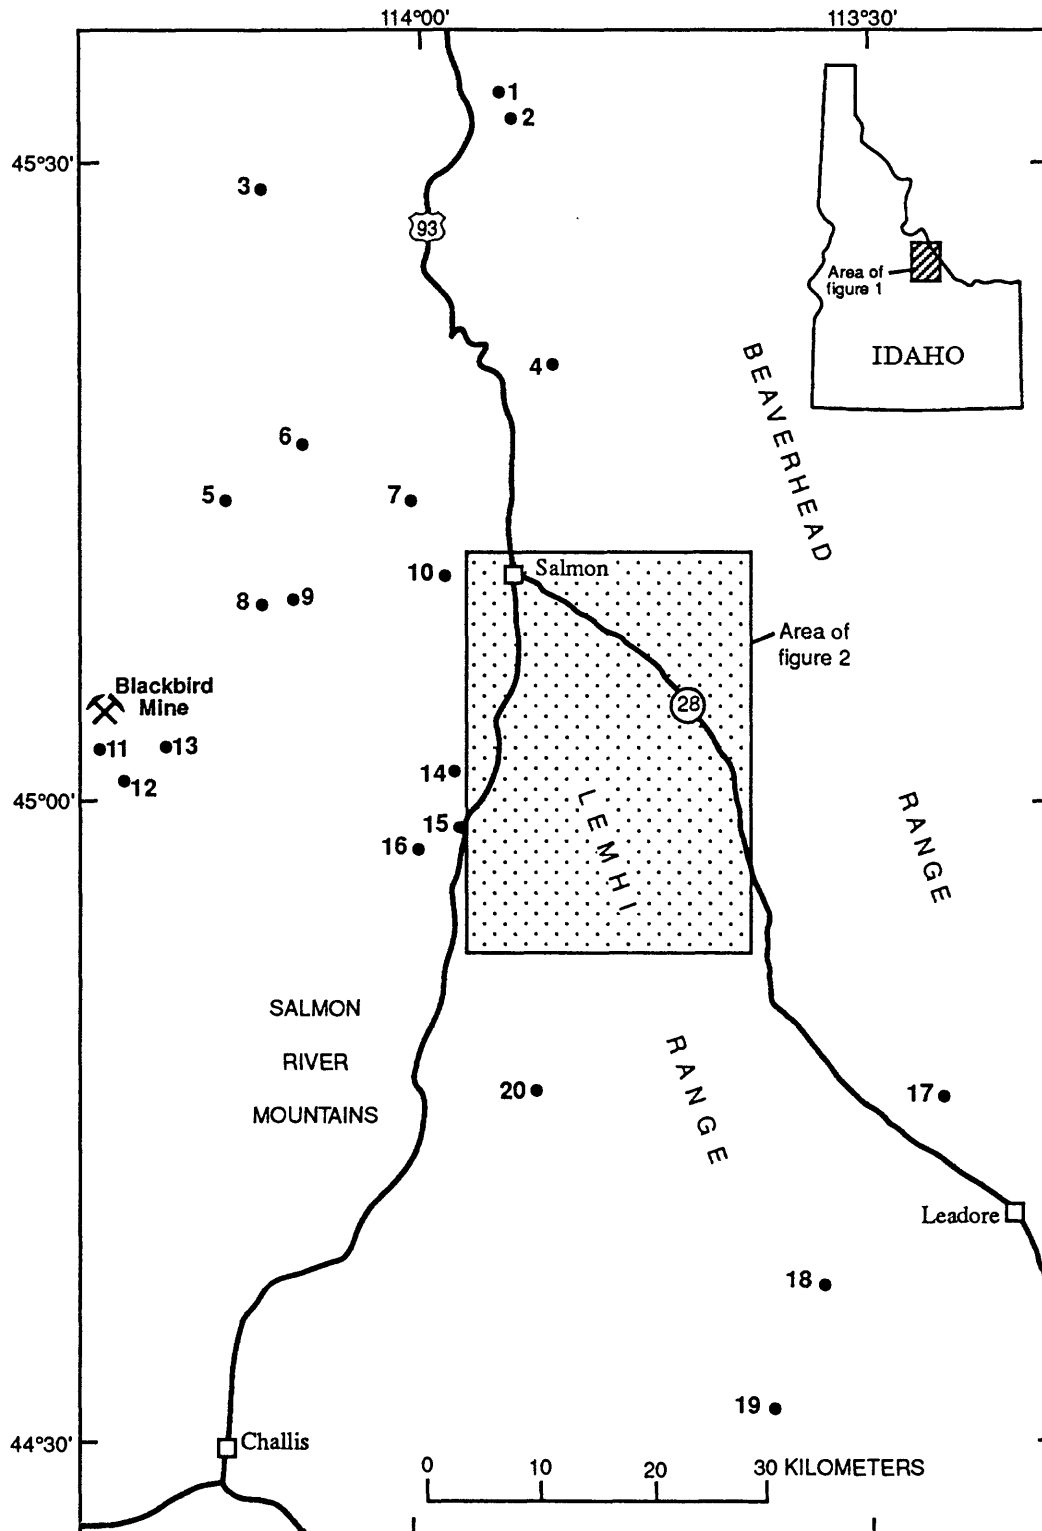 114°00'
113°30'
1
2
45°30'
3
93
Area of
figure 1
IDAHO
4
BEAVERHEAD
6
5
7
10
Salmon
8
9
Area of
figure 2
Blackbird
Mine
28
11
13
12
14
45°00'
LEMHI
RANGE
15
16
SALMON
RIVER
MOUNTAINS
RANGE
20
17
Leadore
18
19
44°30'
Challis
0 10 20 30 KILOMETERS